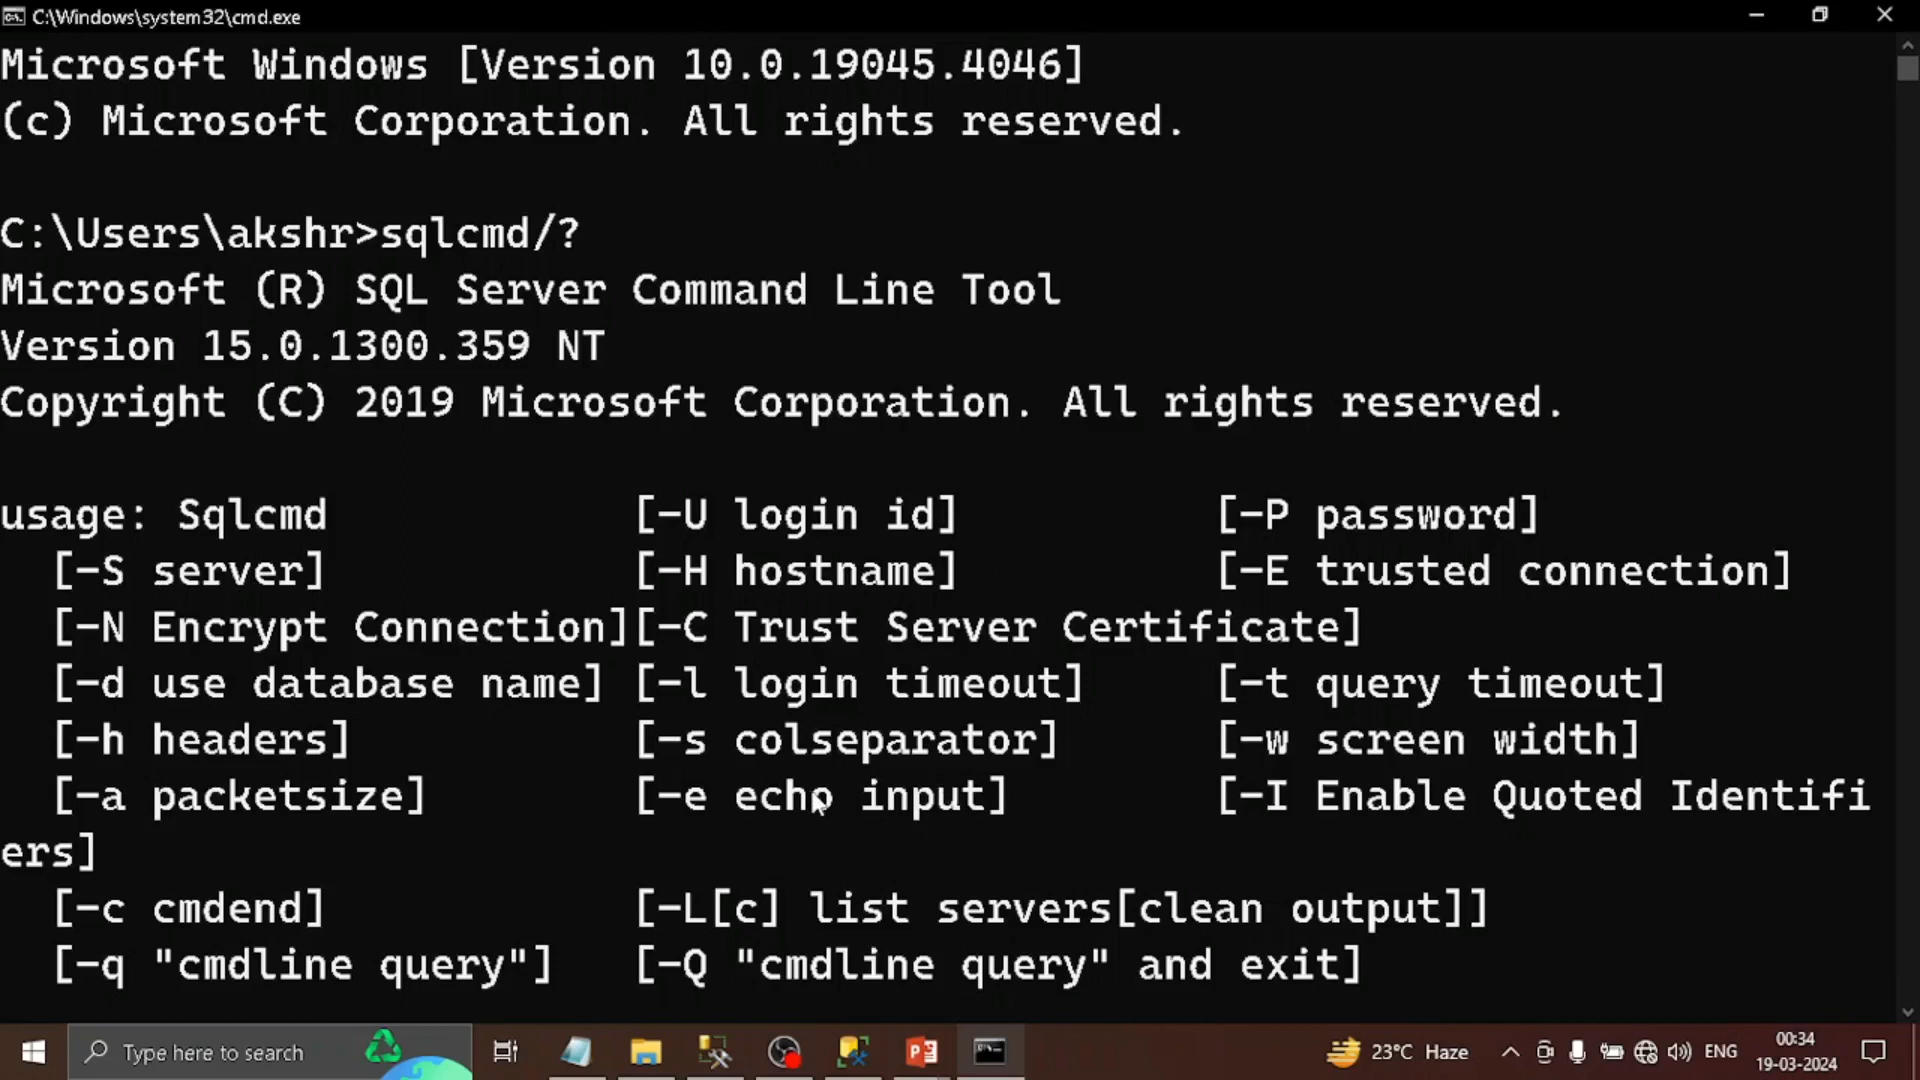 C:\Windows\system32\cmd.exe
Microsoft Windows [Version 10.0.19045.4046]
(c) Microsoft Corporation. All rights reserved.
C:\Users\akshr>sqlcmd/?
Microsoft (R) SQL Server Command Line Tool
Version 15.0.1300.359 NT
Copyright (C) 2019 Microsoft Corporation. All rights reserved.
usage: Sqlcmd [-U login id] [-P password]
[-S server] [-H hostname] [-E trusted connection]
[-N Encrypt Connection][-C Trust Server Certificate]
[-d use database name] [-l login timeout] [-t query timeout]
[-h headers] [-s colseparator] [-w screen width]
[-a packetsize] [-e echo input] [-I Enable Quoted Identifi
ers]
[-c cmdend] [-L[c] list servers[clean output]]
[-q "cmdline query"] [-Q "cmdline query" and exit]
Type here to search 23°C Haze ENG 00:34
19-03-2024